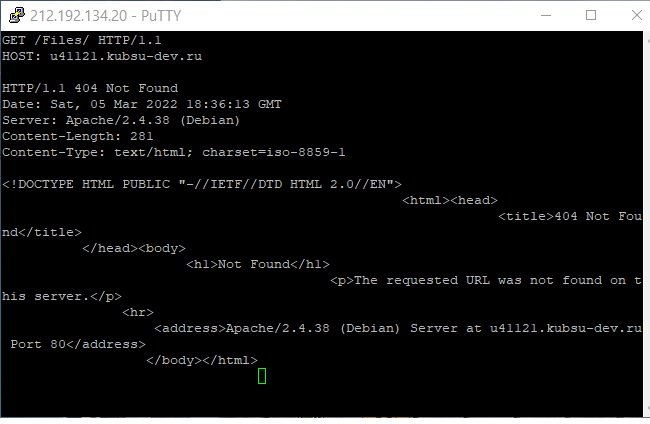 212.192.134.20 - PuTTY
GET /Files/ HTTP/1.1
HOST: u41121.kubsu-dev.ru
HTTP/1.1 404 Not Found
Date: Sat, 05 Mar 2022 18:36:13 GMT
Server: Apache/2.4.38 (Debian)
Content-Length: 281
Content-Type: text/html; charset=iso-8859-1
<!DOCTYPE HTML PUBLIC "-//IETF//DTD HTML 2.0//EN">
<html><head>
<title>404 Not Fou
nd</title>
</head><body>
<h1>Not Found</h1>
<p>The requested URL was not found on t
his server.</p>
<hr>
<address>Apache/2.4.38 (Debian) Server at u41121.kubsu-dev.ru
Port 80</address>
</body></html>